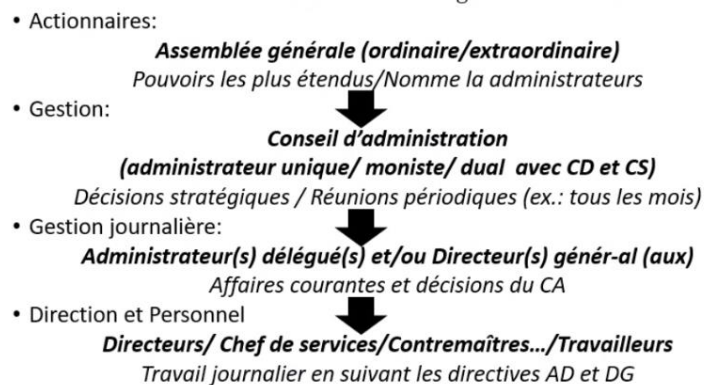 • Actionnaires:
Assemblée générale (ordinaire/extraordinaire)
Pouvoirs les plus étendus/Nomme la administrateurs
• Gestion:
Conseil d'administration
(administrateur unique/ moniste/ dual avec CD et CS)
Décisions stratégiques / Réunions périodiques (ex.: tous les mois)
• Gestion journalière:
Administrateur(s) délégué(s) et/ou Directeur(s) génér-al (aux)
Affaires courantes et décisions du CA
• Direction et Personnel
Directeurs/ Chef de services/Contremaîtres…/Travailleurs
Travail journalier en suivant les directives AD et DG